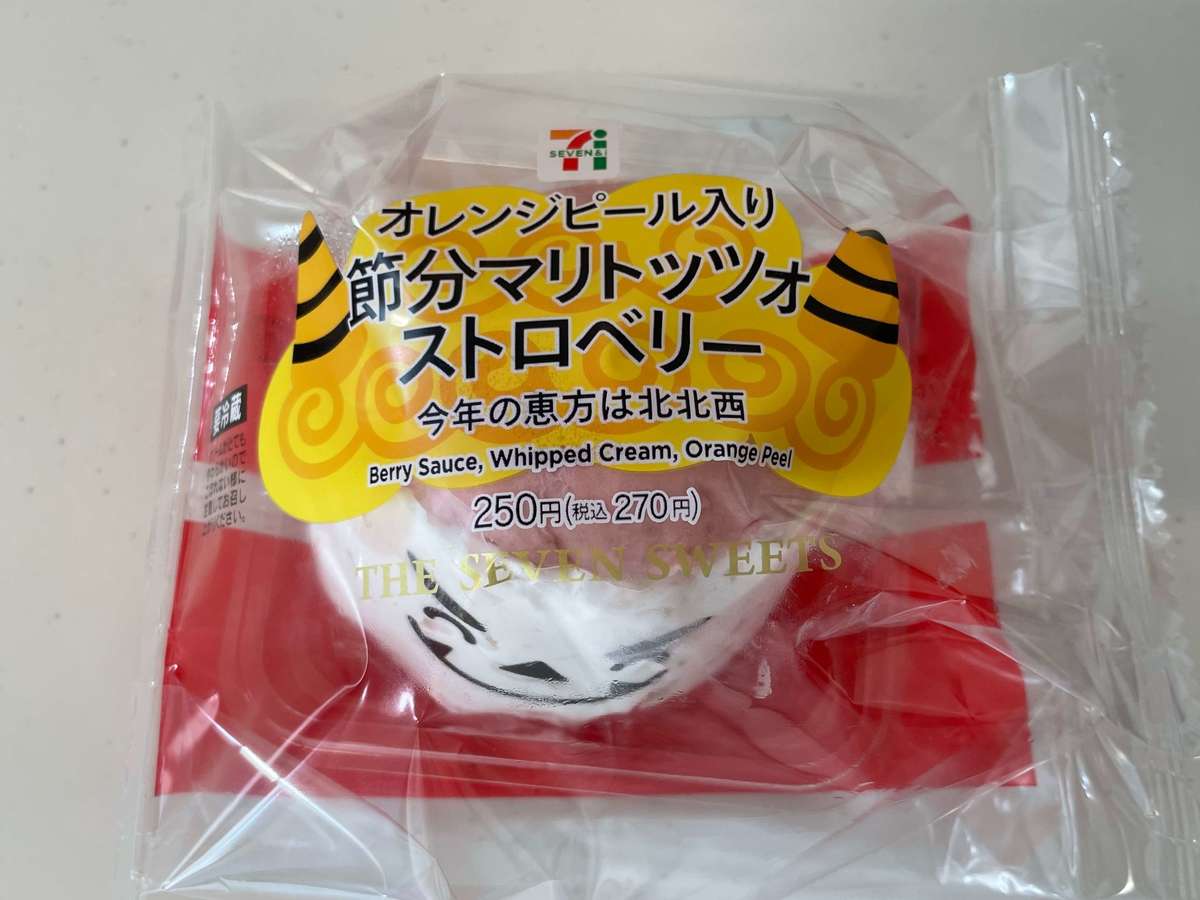 SEVEN&i
オレンジピール入り
節分マリトッツォ
ストロベリー
今年の恵方は北北西
Berry Sauce, Whipped Cream, Orange Peel
250円(税込 270円)
THE SEVEN SWEETS
要冷蔵